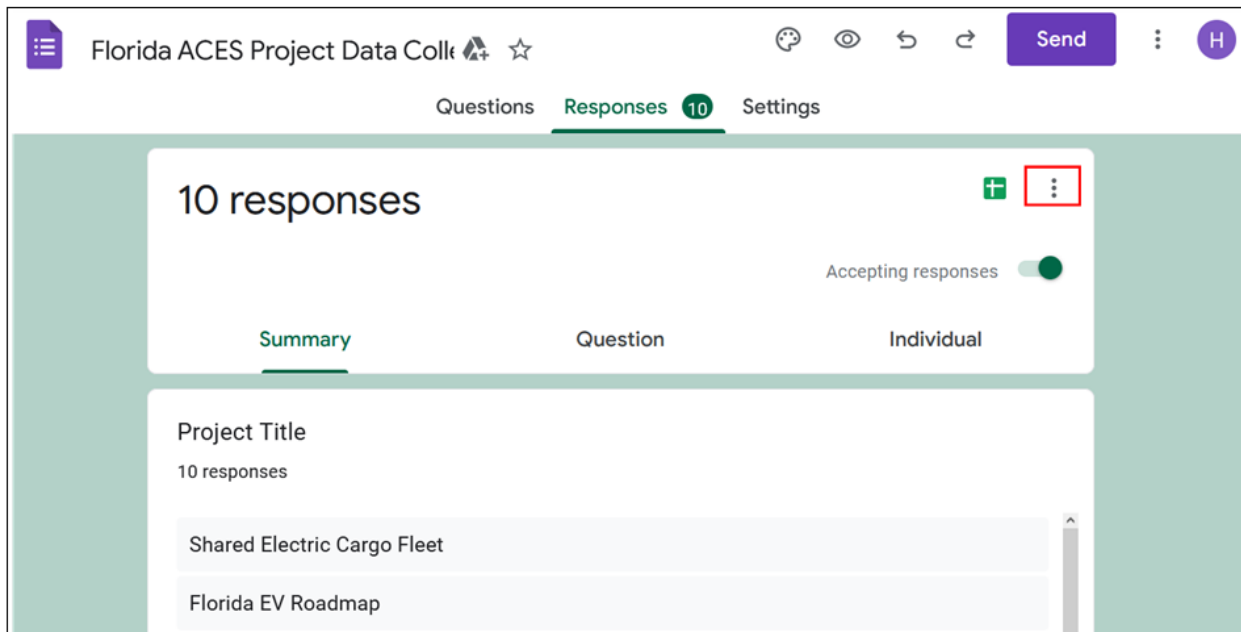 Florida ACES Project Data Colle
Send
H
Questions Responses 10 Settings
10 responses
Accepting responses
Summary Question Individual
Project Title
10 responses
Shared Electric Cargo Fleet
Florida EV Roadmap